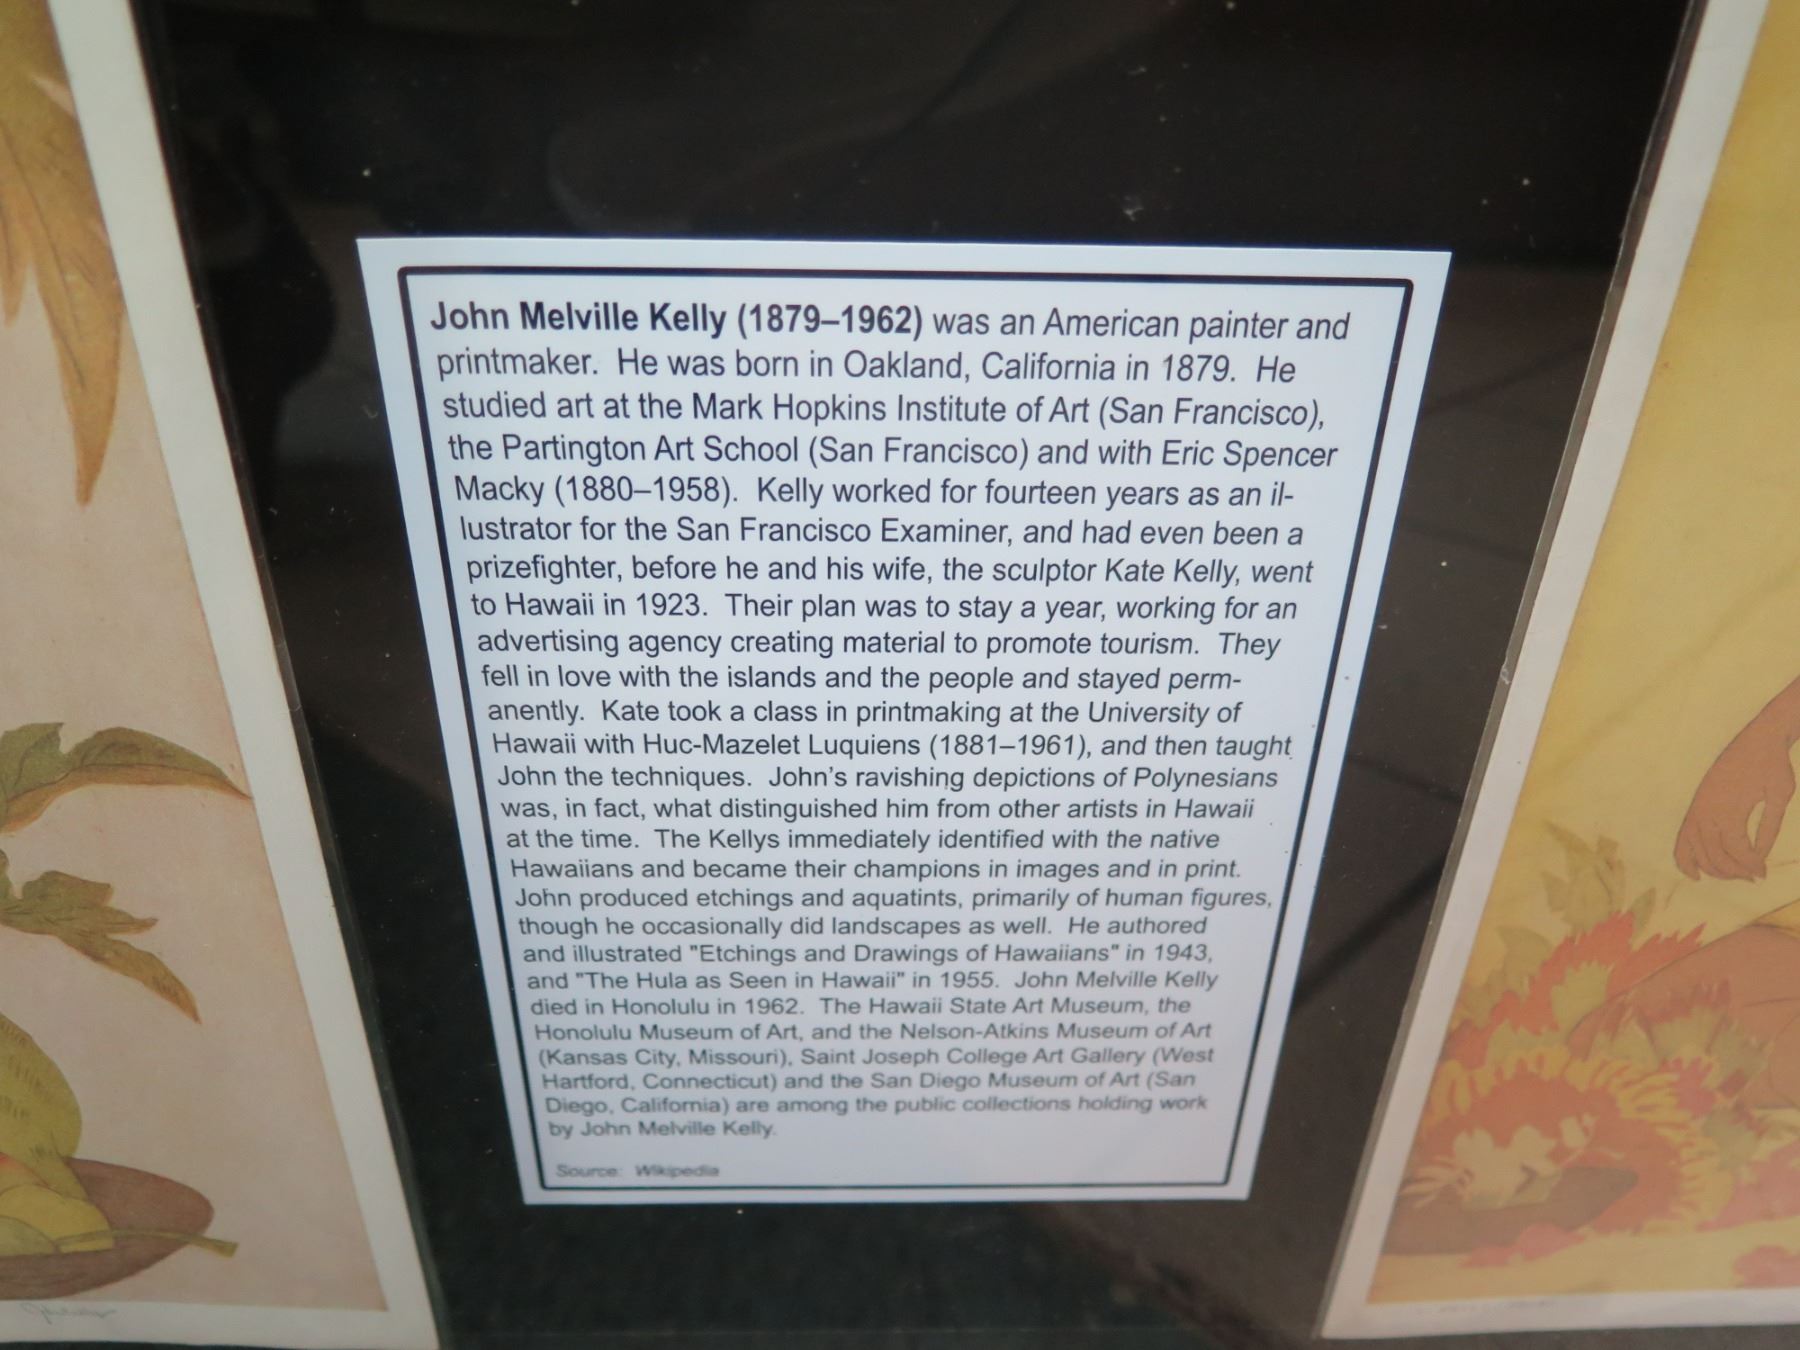 John Melville Kelly (1879–1962) was an American painter and
printmaker. He was born in Oakland, California in 1879. He
studied art at the Mark Hopkins Institute of Art (San Francisco),
the Partington Art School (San Francisco) and with Eric Spencer
Macky (1880–1958). Kelly worked for fourteen years as an il-
lustrator for the San Francisco Examiner, and had even been a
prizefighter, before he and his wife, the sculptor Kate Kelly, went
to Hawaii in 1923. Their plan was to stay a year, working for an
advertising agency creating material to promote tourism. They
fell in love with the islands and the people and stayed perm-
anently. Kate took a class in printmaking at the University of
Hawaii with Huc-Mazelet Luquiens (1881–1961), and then taught
John the techniques. John's ravishing depictions of Polynesians
was, in fact, what distinguished him from other artists in Hawaii
at the time. The Kellys immediately identified with the native
Hawaiians and became their champions in images and in print.
John produced etchings and aquatints, primarily of human figures,
though he occasionally did landscapes as well. He authored
and illustrated "Etchings and Drawings of Hawaiians" in 1943,
and "The Hula as Seen in Hawaii" in 1955. John Melville Kelly
died in Honolulu in 1962. The Hawaii State Art Museum, the
Honolulu Museum of Art, and the Nelson-Atkins Museum of Art
(Kansas City, Missouri), Saint Joseph College Art Gallery (West
Hartford, Connecticut) and the San Diego Museum of Art (San
Diego, California) are among the public collections holding work
by John Melville Kelly.
Source: Wikipedia